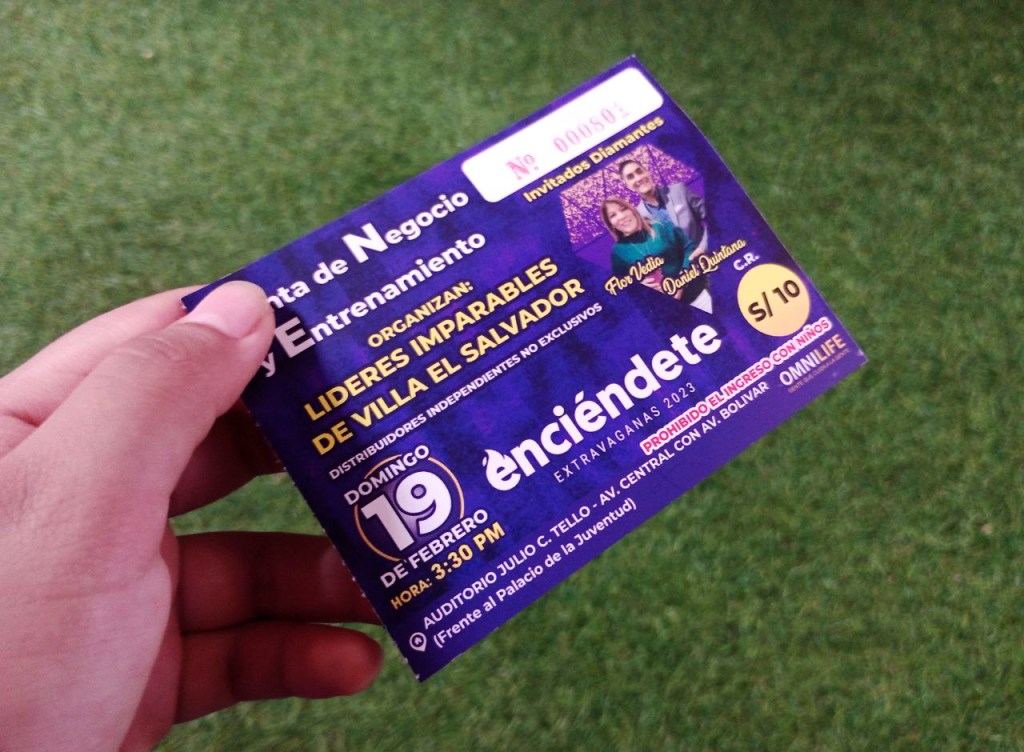 Nº 00080
Invitados Diamantes
nta de Negocio
y Entrenamiento
ORGANIZAN:
LIDERES IMPARABLES
DE VILLA EL SALVADOR
DISTRIBUIDORES INDEPENDIENTES NO EXCLUSIVOS
Flor Vedia
Daniel Quintana
C.R.
S/ 10
enciéndete
EXTRAVAGANAS 2023
PROHIBIDO EL INGRESO CON NIÑOS
OMNILIFE
DOMINGO
19
DE FEBRERO
HORA: 3:30 PM
AUDITORIO JULIO C. TELLO - AV. CENTRAL CON AV. BOLIVAR
(Frente al Palacio de la Juventud)